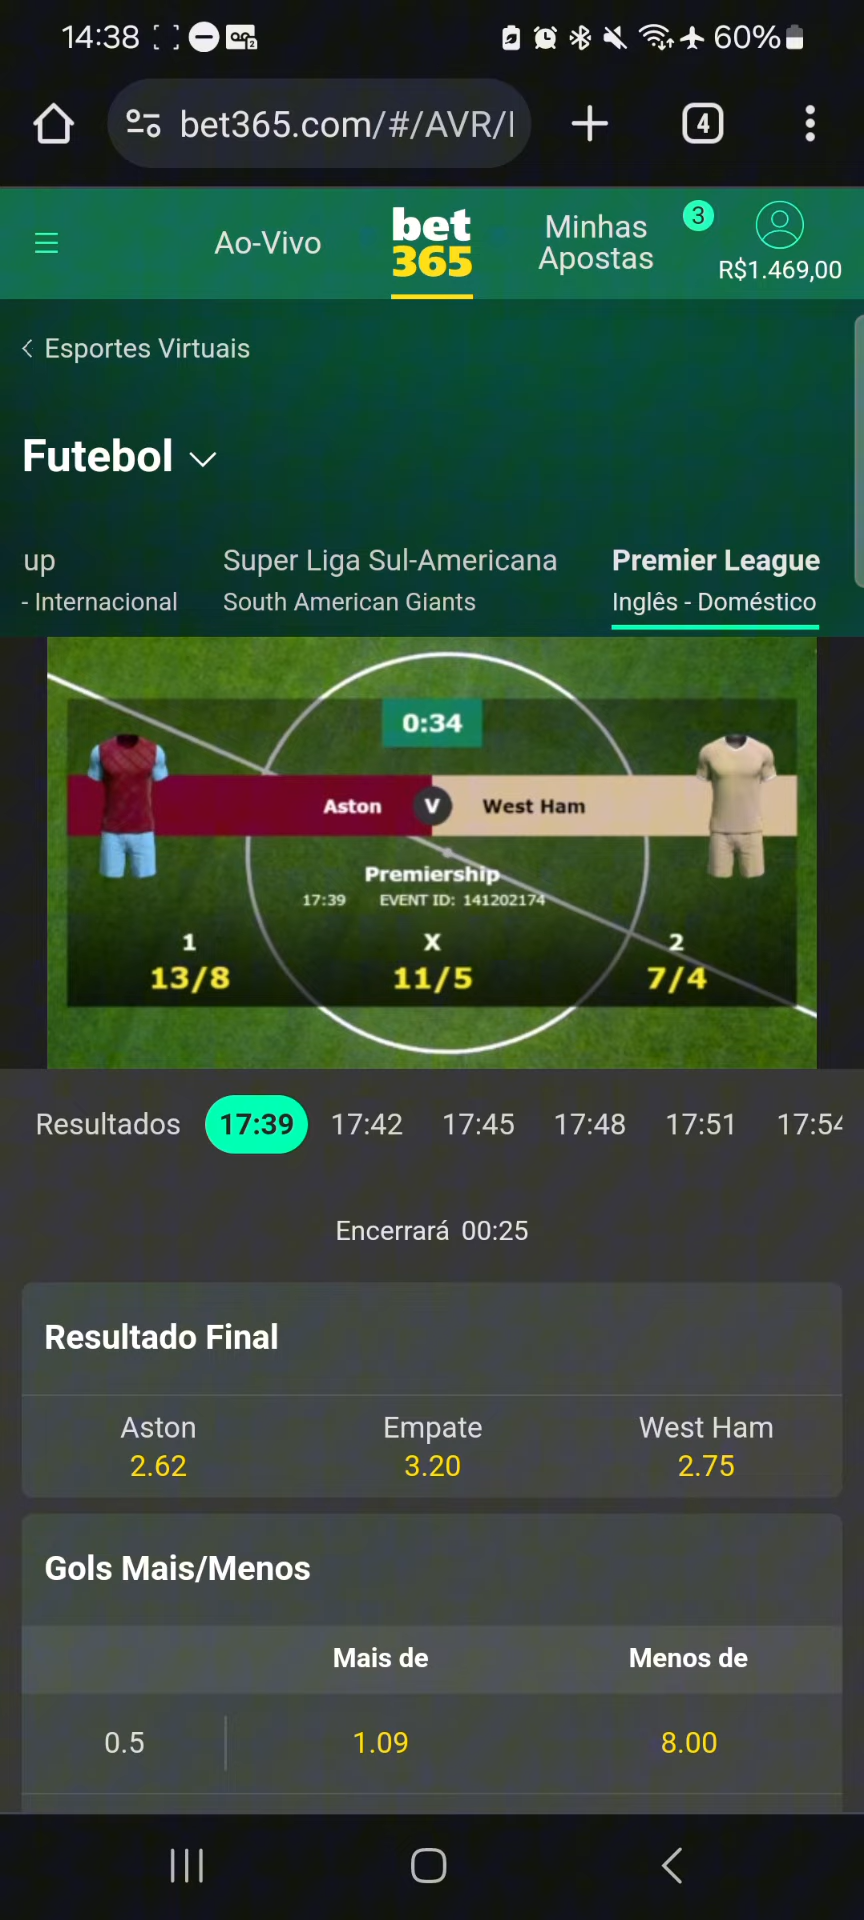 14:38
60%
bet365.com/#/AVR/
4
Ao-Vivo
bet
365
Minhas
Apostas
3
R$1.469,00
Esportes Virtuais
Futebol
up
- Internacional
Super Liga Sul-Americana
South American Giants
Premier League
Inglês - Doméstico
0:34
Aston V West Ham
Premiership
17:39 EVENT ID: 141202174
1 X 2
13/8 11/5 7/4
Resultados 17:39 17:42 17:45 17:48 17:51 17:54
Encerrará 00:25
Resultado Final
Aston Empate West Ham
2.62 3.20 2.75
Gols Mais/Menos
Mais de Menos de
0.5 1.09 8.00